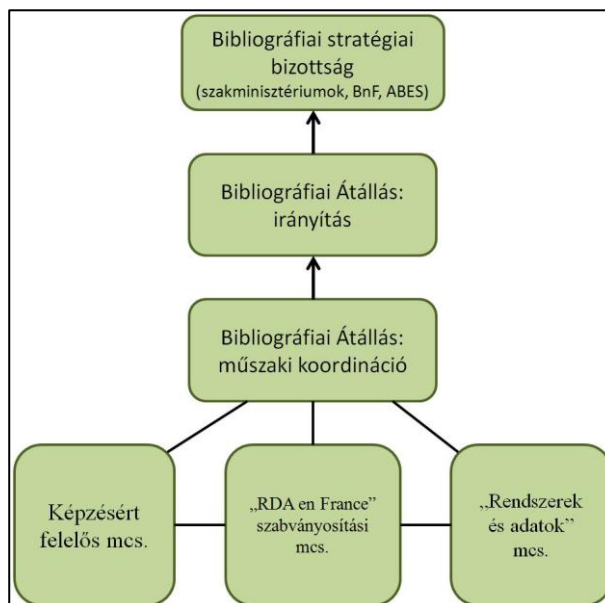 Bibliográfiai stratégiai
bizottság
(szakminisztériumok, BnF, ABES)
Bibliográfiai Átállás:
irányítás
Bibliográfiai Átállás:
műszaki koordináció
Képzésért
felelős mcs.
„RDA en France”
szabványosítási
mcs.
„Rendszerek
és adatok”
mcs.